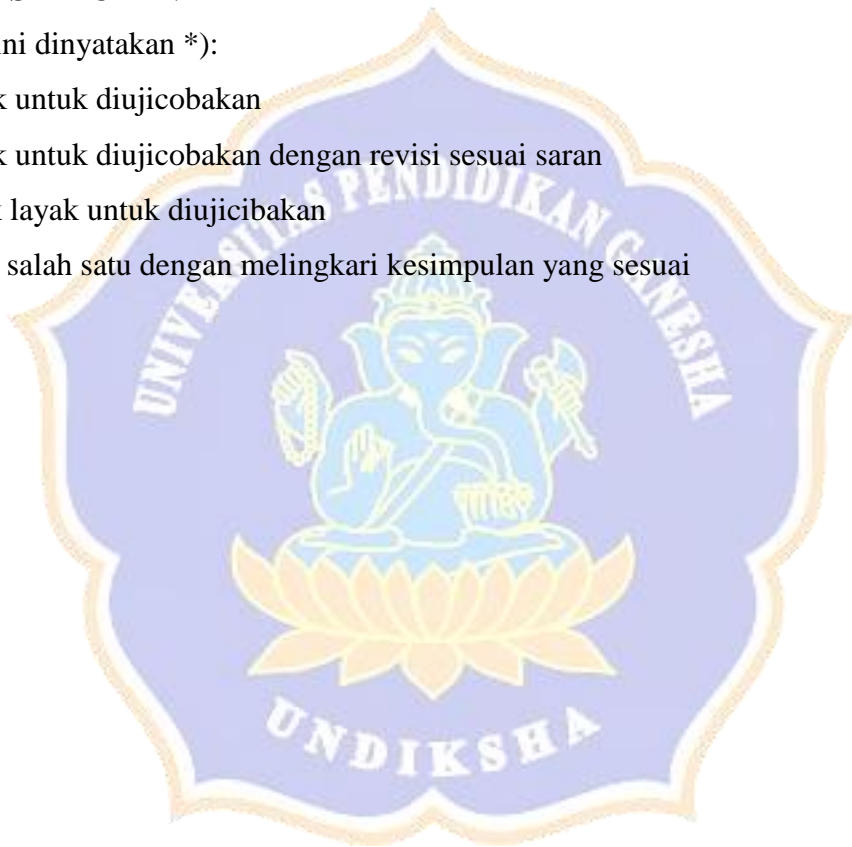 ni dinyatakan *):
k untuk diujicobakan
k untuk diujicobakan dengan revisi sesuai saran
k layak untuk diujicibakan
salah satu dengan melingkari kesimpulan yang sesuai
UNIVERSITAS PENDIDIKAN GANESHA
UNDIKSHA